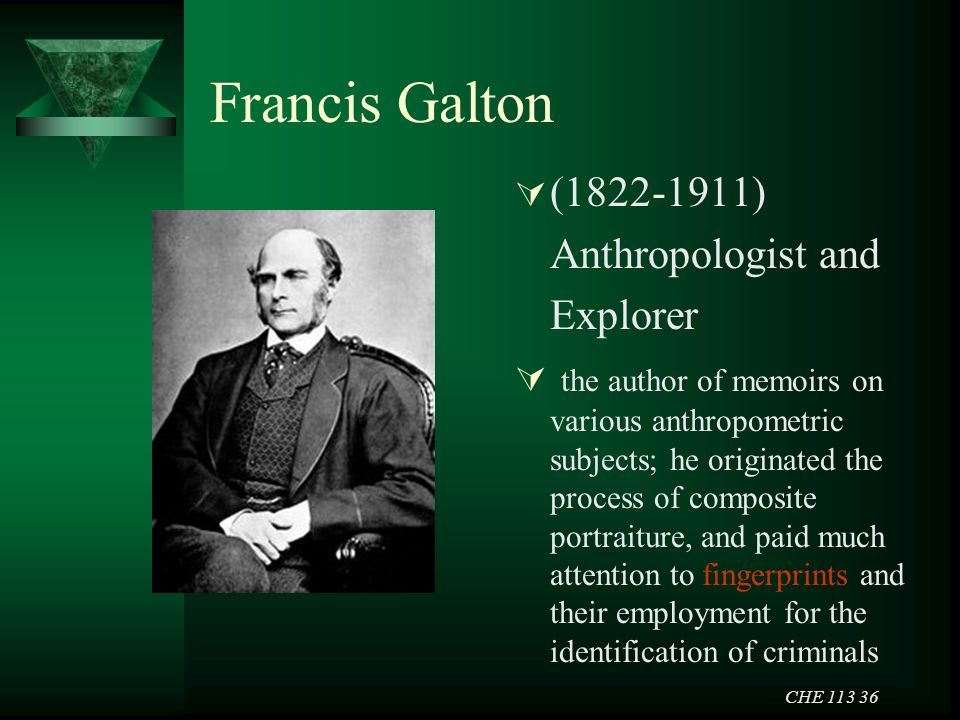 Francis Galton
(1822-1911)
Anthropologist and
Explorer
the author of memoirs on
various anthropometric
subjects; he originated the
process of composite
portraiture, and paid much
attention to fingerprints and
their employment for the
identification of criminals
CHE 113 36